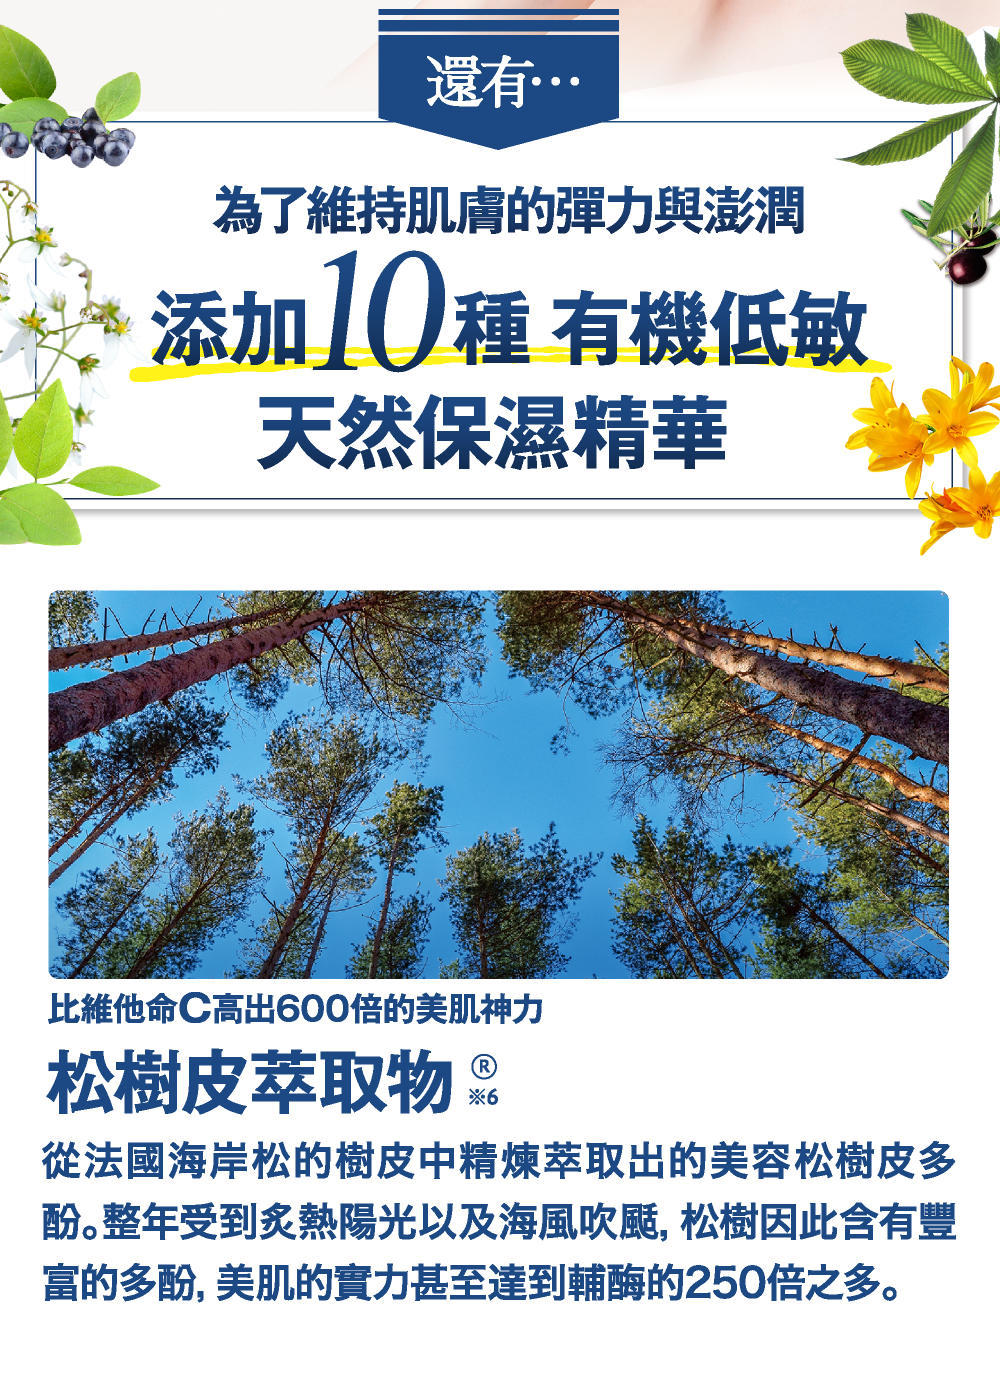 還有…
為了維持肌膚的彈力與澎潤
添加10種 有機低敏
天然保濕精華
比維他命C高出600倍的美肌神力
松樹皮萃取物®
※6
從法國海岸松的樹皮中精煉萃取出的美容松樹皮多
酚。整年受到炙熱陽光以及海風吹颳, 松樹因此含有豐
富的多酚, 美肌的實力甚至達到輔酶的250倍之多。